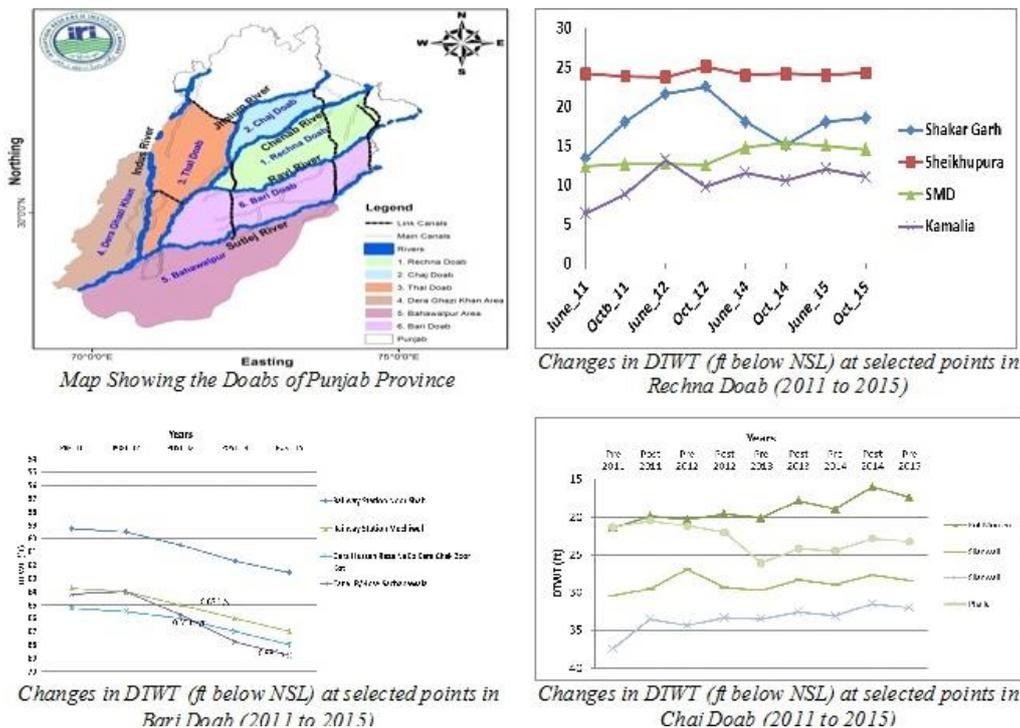 iri
N
W
E
S
Northing
30°0'0"N
Indus River
Jhelum River
2. Chaj Doab
Chenab River
1. Rechna Doab
Ravi River
3. Thal Doab
6. Bari Doab
4. Dera Ghazi Khan
Sutlej River
5. Bahawalpur
Legend
Link Canals
Main Canals
Rivers
1. Rechna Doab
2. Chaj Doab
3. Thal Doab
4. Dera Ghazi Khan Area
5. Bahawalpur Area
6. Bari Doab
Punjab
70°0'0"E
75°0'0"E
Easting
Map Showing the Doabs of Punjab Province
30
25
20
15
10
5
0
June_11
Octb_11
June_12
Oct_12
June_14
Oct_14
June_15
Oct_15
Shakar Garh
Sheikhupura
SMD
Kamalia
Changes in DTWT (ft below NSL) at selected points in
Rechna Doab (2011 to 2015)
Years
Railway Station
Railway Station
Changes in DTWT (ft below NSL) at selected points in
Bari Doab (2011 to 2015)
Years
Pre Post Pre Post Pre Post Pre Post Pre
2011 2011 2012 2012 2013 2013 2014 2014 2015
15
20
25
30
35
40
DTWT (ft)
Changes in DTWT (ft below NSL) at selected points in
Chaj Doab (2011 to 2015)